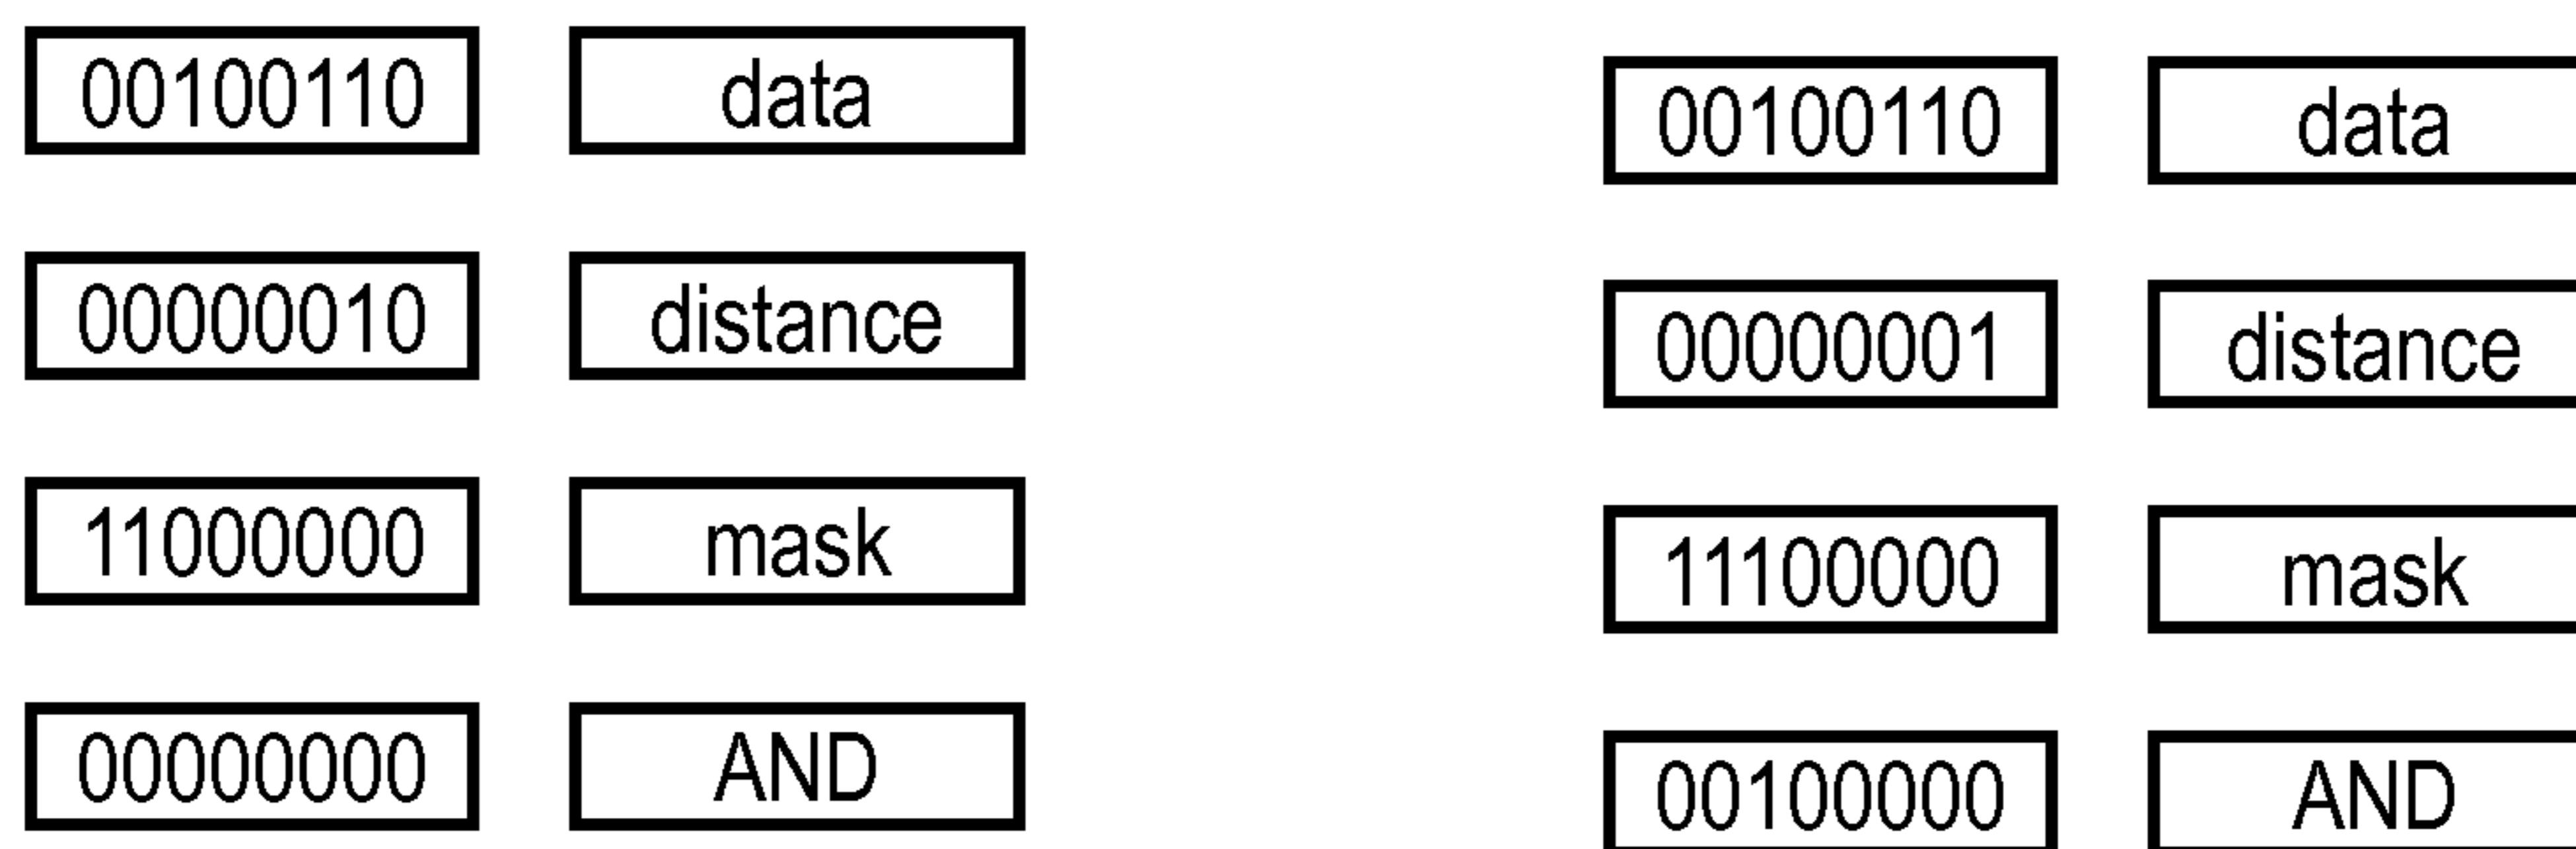 00100110 data
00000010 distance
11000000 mask
00000000 AND
00100110 data
00000001 distance
11100000 mask
00100000 AND